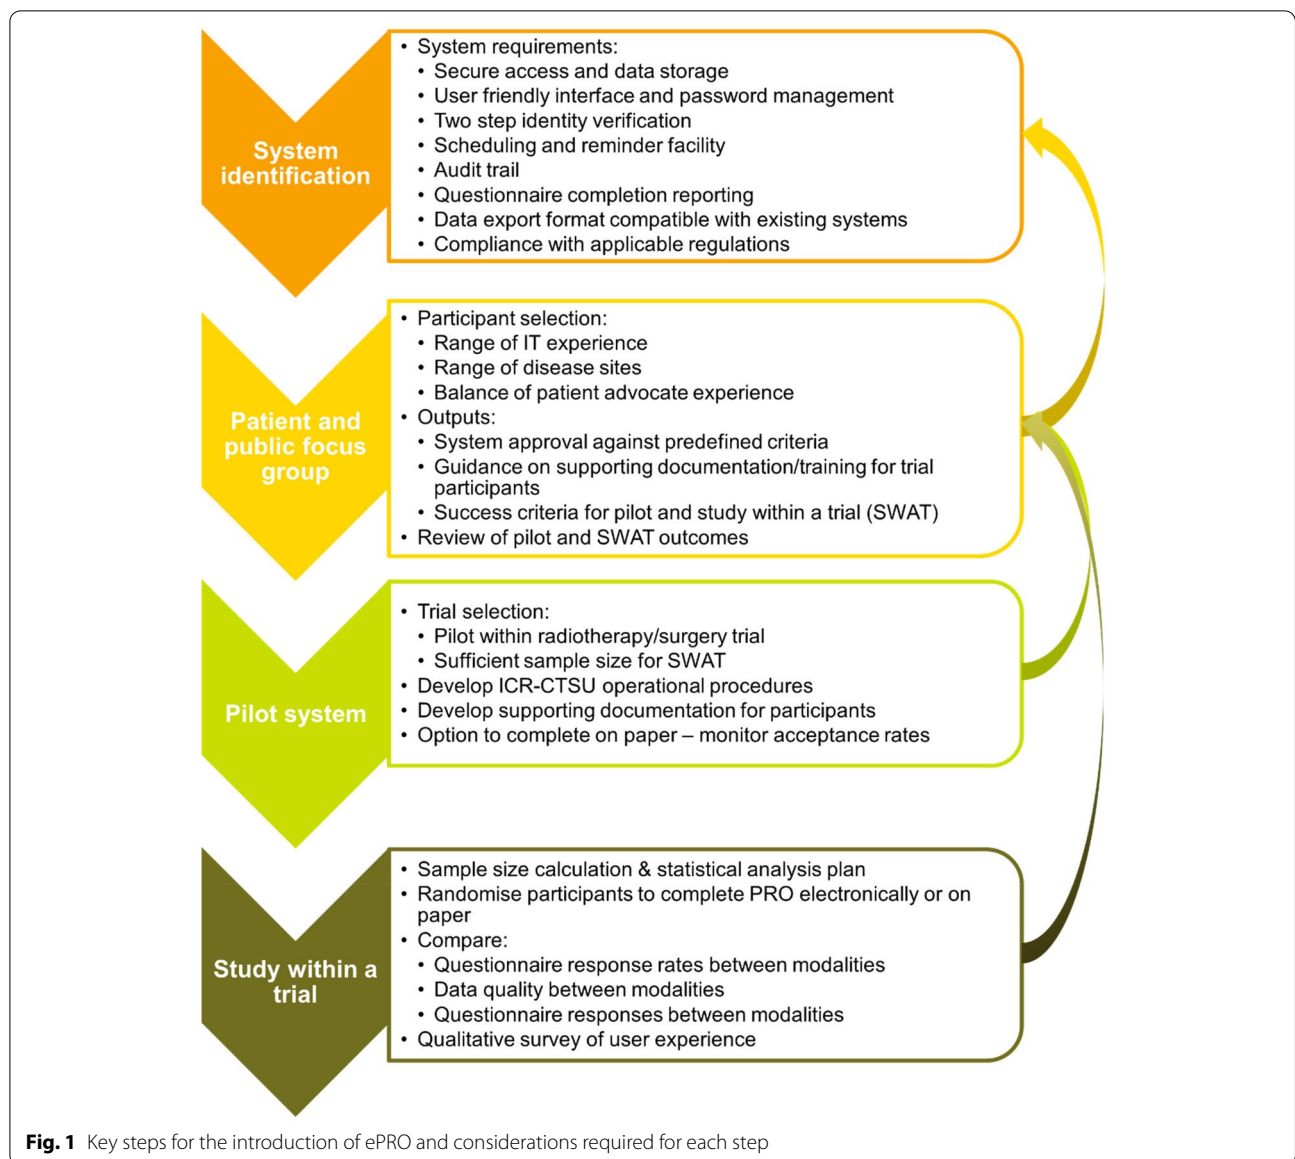 System
identification
• System requirements:
• Secure access and data storage
• User friendly interface and password management
• Two step identity verification
• Scheduling and reminder facility
• Audit trail
• Questionnaire completion reporting
• Data export format compatible with existing systems
• Compliance with applicable regulations
Patient and
public focus
group
• Participant selection:
• Range of IT experience
• Range of disease sites
• Balance of patient advocate experience
• Outputs:
• System approval against predefined criteria
• Guidance on supporting documentation/training for trial
participants
• Success criteria for pilot and study within a trial (SWAT)
• Review of pilot and SWAT outcomes
Pilot system
• Trial selection:
• Pilot within radiotherapy/surgery trial
• Sufficient sample size for SWAT
• Develop ICR-CTSU operational procedures
• Develop supporting documentation for participants
• Option to complete on paper – monitor acceptance rates
Study within a
trial
• Sample size calculation & statistical analysis plan
• Randomise participants to complete PRO electronically or on
paper
• Compare:
• Questionnaire response rates between modalities
• Data quality between modalities
• Questionnaire responses between modalities
• Qualitative survey of user experience
Fig. 1 Key steps for the introduction of ePRO and considerations required for each step